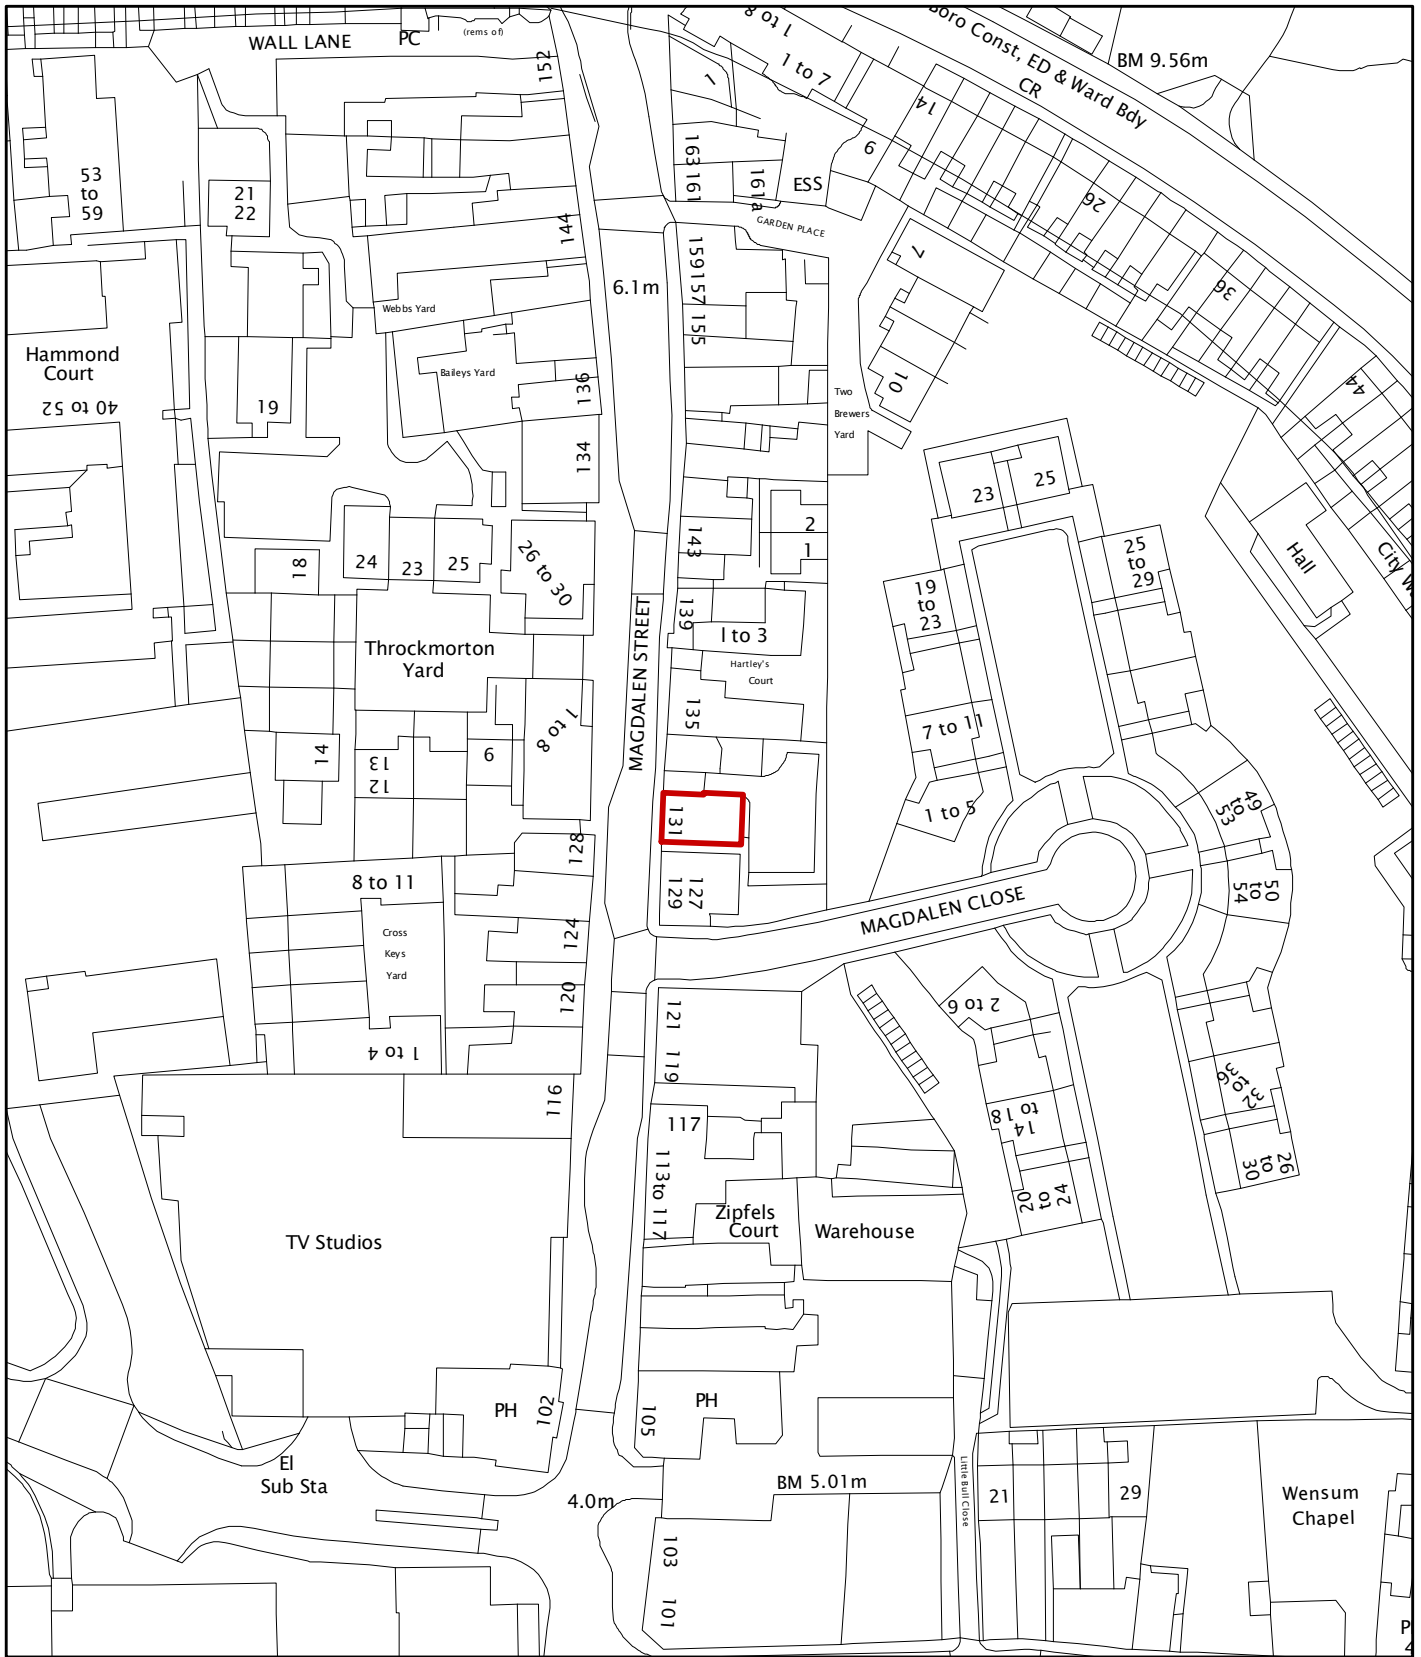 WALL LANE
PC
(rems of)
152
1 to 8
1 to 7
Boro Const, ED & Ward Bdy
CR
BM 9.56m
1
14
9
26
36
44
53
to
59
21
22
163
161
161a
ESS
GARDEN PLACE
144
6.1m
159
157
155
7
10
Webbs Yard
Baileys Yard
136
134
Hammond
Court
40 to 52
19
Two
Brewers
Yard
23
25
2
1
143
139
1 to 3
Hartley's
Court
135
24
23
25
18
26 to 30
Throckmorton
Yard
MAGDALEN STREET
1 to 8
14
13
12
6
19
to
23
25
to
29
7 to 11
1 to 5
Hall
131
128
127
129
8 to 11
Cross
Keys
Yard
124
120
1 to 4
MAGDALEN CLOSE
49
to
53
50
to
54
2 to 6
14
to 18
20
to
24
32
to
36
26
to
30
121
119
117
113 to 117
116
TV Studios
Zipfels
Court
Warehouse
PH
102
105
PH
El
Sub Sta
4.0m
BM 5.01m
Little Bull Close
21
29
Wensum
Chapel
103
101